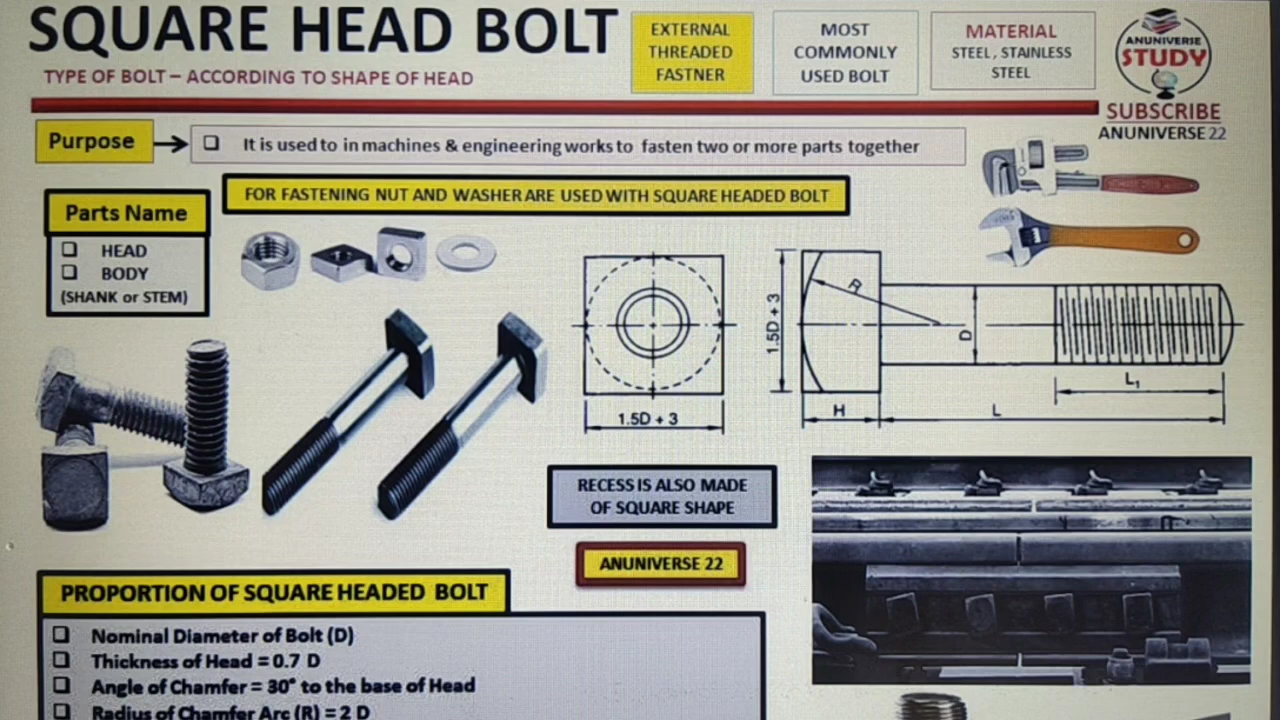 SQUARE HEAD BOLT
TYPE OF BOLT – ACCORDING TO SHAPE OF HEAD
EXTERNAL
THREADED
FASTNER
MOST
COMMONLY
USED BOLT
MATERIAL
STEEL, STAINLESS
STEEL
ANUNIVERSE
STUDY
SUBSCRIBE
ANUNIVERSE 22
Purpose
❑ It is used to in machines & engineering works to fasten two or more parts together
FOR FASTENING NUT AND WASHER ARE USED WITH SQUARE HEADED BOLT
Parts Name
❑ HEAD
❑ BODY
(SHANK or STEM)
1.5D + 3
1.5D + 3
R
D
L₁
H
L
RECESS IS ALSO MADE
OF SQUARE SHAPE
ANUNIVERSE 22
PROPORTION OF SQUARE HEADED BOLT
❑ Nominal Diameter of Bolt (D)
❑ Thickness of Head = 0.7 D
❑ Angle of Chamfer = 30° to the base of Head
❑ Radius of Chamfer Arc (R) = 2 D